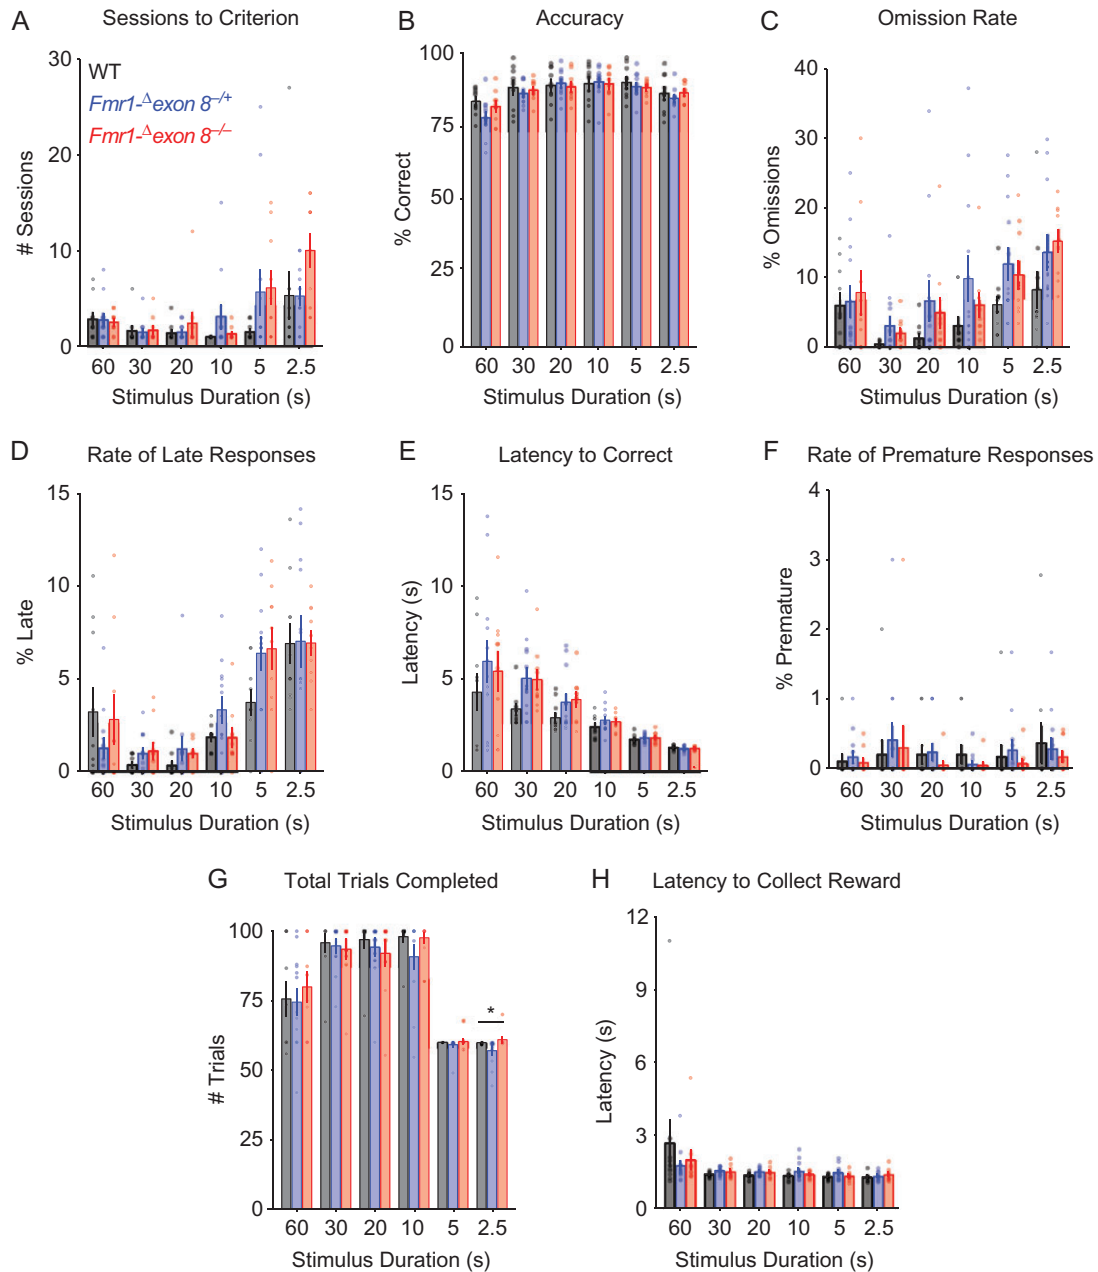 A Sessions to Criterion
30
20
10
0
# Sessions
WT
Fmr1-Δexon 8−/+
Fmr1-Δexon 8−/−
60 30 20 10 5 2.5
Stimulus Duration (s)
B Accuracy
100
75
50
25
0
% Correct
60 30 20 10 5 2.5
Stimulus Duration (s)
C Omission Rate
40
30
20
10
0
% Omissions
60 30 20 10 5 2.5
Stimulus Duration (s)
D Rate of Late Responses
15
10
5
0
% Late
60 30 20 10 5 2.5
Stimulus Duration (s)
E Latency to Correct
15
10
5
0
Latency (s)
60 30 20 10 5 2.5
Stimulus Duration (s)
F Rate of Premature Responses
4
3
2
1
0
% Premature
60 30 20 10 5 2.5
Stimulus Duration (s)
G Total Trials Completed
100
75
50
25
0
# Trials
*
60 30 20 10 5 2.5
Stimulus Duration (s)
H Latency to Collect Reward
12
9
6
3
0
Latency (s)
60 30 20 10 5 2.5
Stimulus Duration (s)